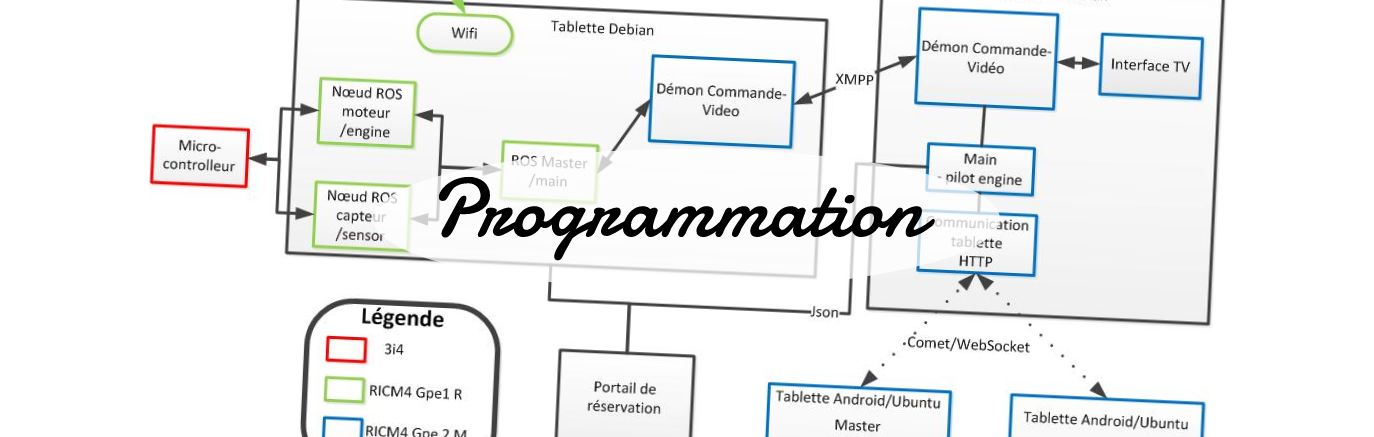 Wifi
Tablette Debian
Démon Commande-
Vidéo
Interface TV
XMPP
Nœud ROS
moteur
/engine
Démon Commande-
Video
Micro-
controlleur
ROS Master
/main
Main
- pilot engine
Nœud ROS
capteur
/sensor
Programmation
Communication
tablette
HTTP
Json
Légende
3i4
RICM4 Gpe1 R
RICM4 Gpe 2 M
Comet/WebSocket
Portail de
réservation
Tablette Android/Ubuntu
Master
Tablette Android/Ubuntu